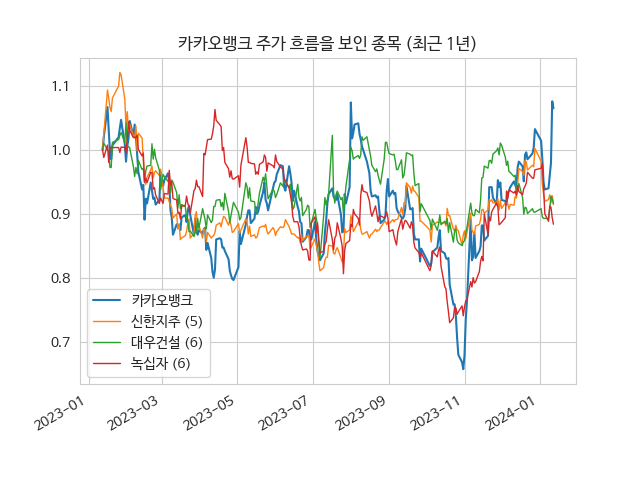 카카오뱅크 주가 흐름을 보인 종목 (최근 1년)
1.1
1.0
0.9
0.8
0.7
카카오뱅크
신한지주 (5)
대우건설 (6)
녹십자 (6)
2023-01
2023-03
2023-05
2023-07
2023-09
2023-11
2024-01